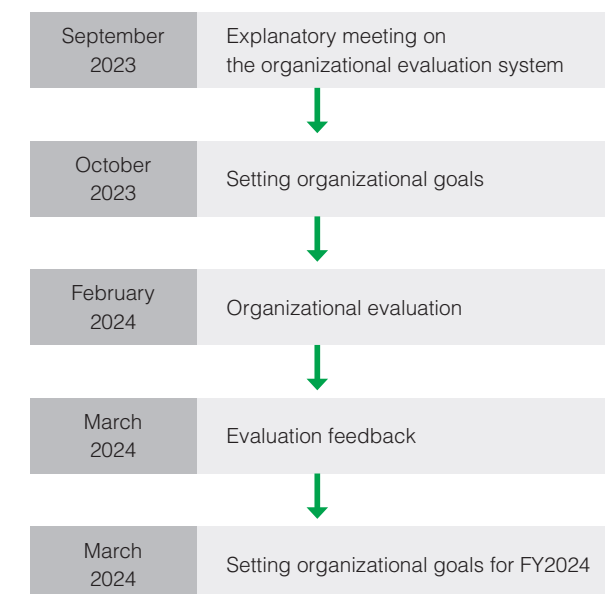 September
2023
Explanatory meeting on
the organizational evaluation system
October
2023
Setting organizational goals
February
2024
Organizational evaluation
March
2024
Evaluation feedback
March
2024
Setting organizational goals for FY2024